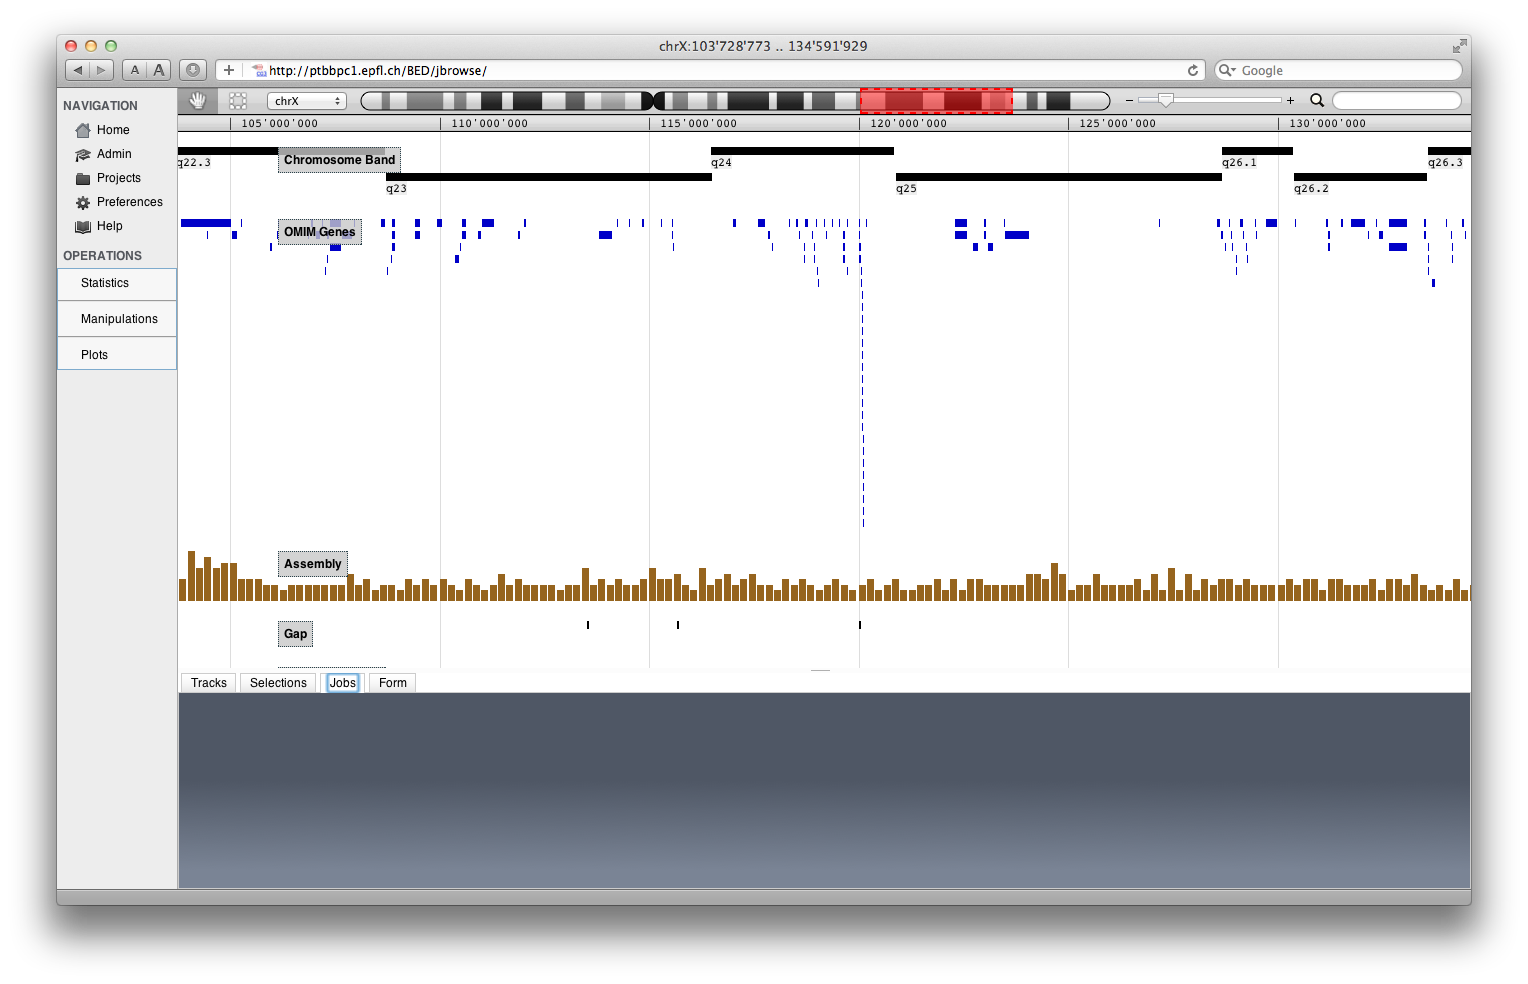 chrX:103'728'773 .. 134'591'929
A A + http://ptbbpc1.epfl.ch/BED/jbrowse/ Google
NAVIGATION
Home
Admin
Projects
Preferences
Help
OPERATIONS
Statistics
Manipulations
Plots
chrX − +
105'000'000 110'000'000 115'000'000 120'000'000 125'000'000 130'000'000
Chromosome Band
q22.3 q24 q26.1 q26.3
q23 q25 q26.2
OMIM Genes
Assembly
Gap
Tracks Selections Jobs Form